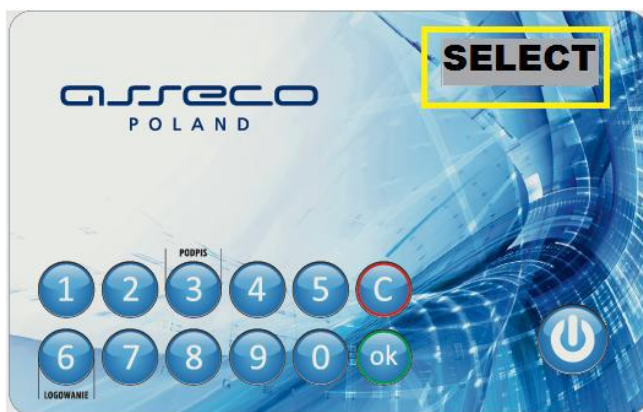 SELECT
asseco
POLAND
PODPIS
1 2 3 4 5 C
6 7 8 9 0 ok
LOGOWANIE